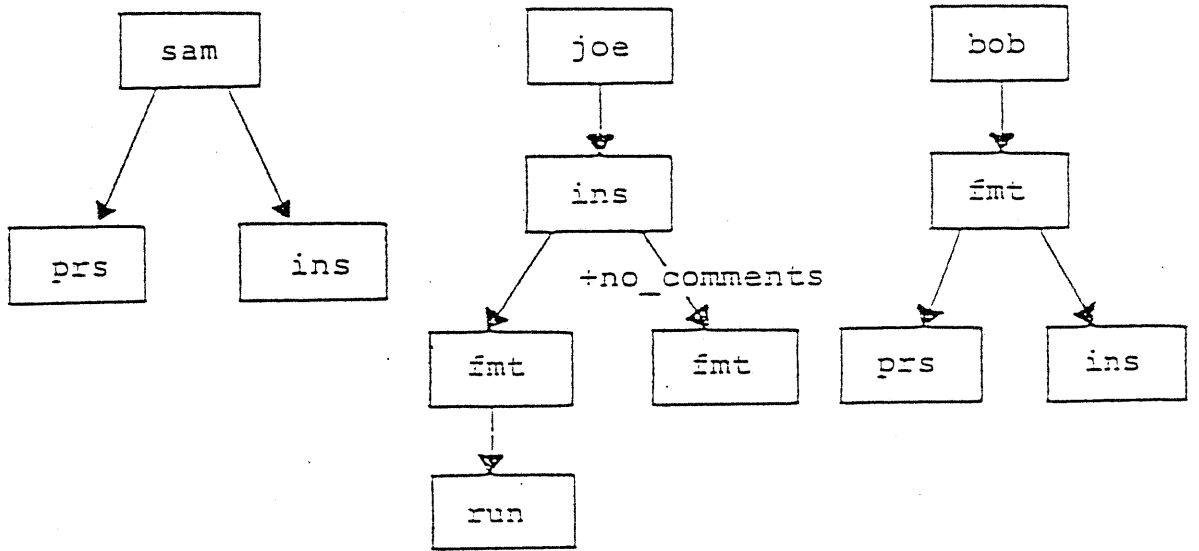 sam
joe
bob
ins
fmt
prs
ins
+no_comments
fmt
fmt
prs
ins
run